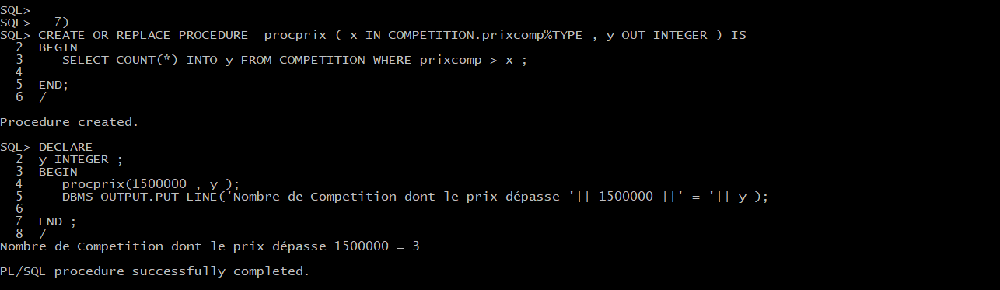 SQL>
SQL> --7)
SQL> CREATE OR REPLACE PROCEDURE  procprix ( x IN COMPETITION.prixcomp%TYPE , y OUT INTEGER ) IS
  2  BEGIN
  3     SELECT COUNT(*) INTO y FROM COMPETITION WHERE prixcomp > x ;
  4
  5  END;
  6  /
Procedure created.
SQL> DECLARE
  2  y INTEGER ;
  3  BEGIN
  4     procprix(1500000 , y );
  5     DBMS_OUTPUT.PUT_LINE('Nombre de Competition dont le prix dépasse '|| 1500000 ||' = '|| y );
  6
  7  END ;
  8  /
Nombre de Competition dont le prix dépasse 1500000 = 3
PL/SQL procedure successfully completed.